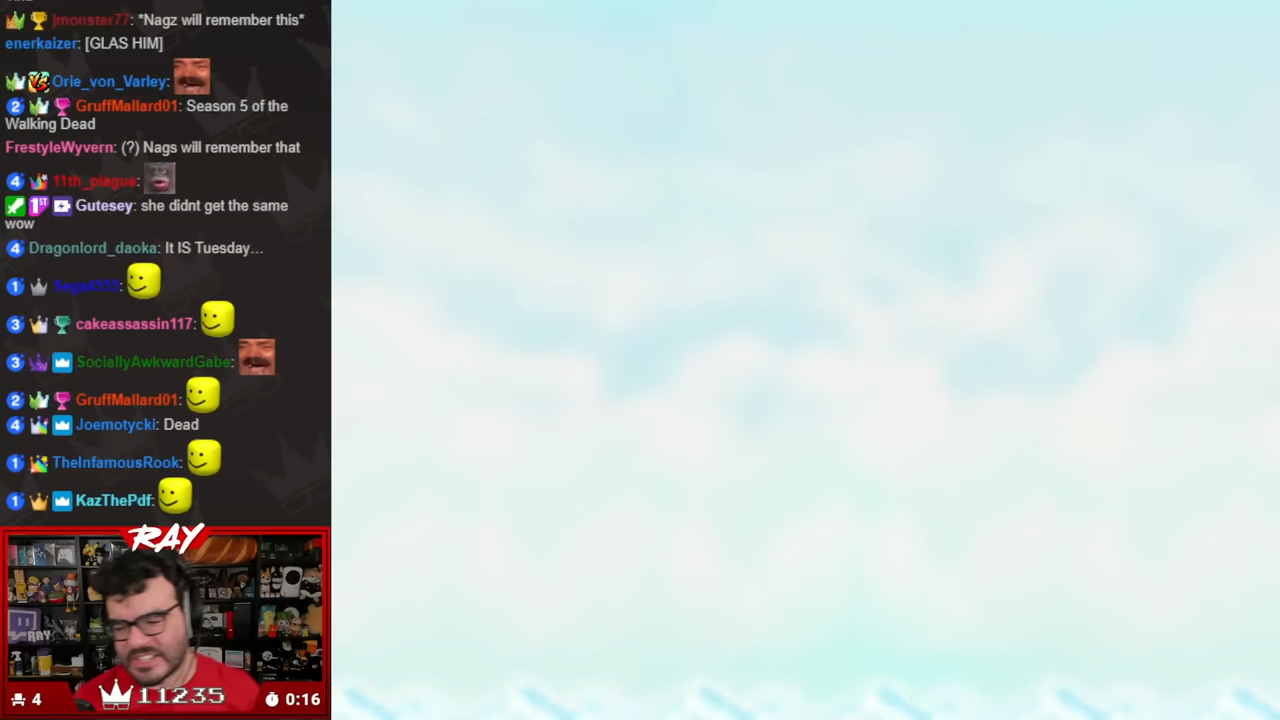 jmonster77: *Nagz will remember this*
enerkaizer: [GLAS HIM]
Orie_von_Varley:
2 GruffMallard01: Season 5 of the
Walking Dead
FrestyleWyvern: (?) Nags will remember that
4 11th_plague:
1ST Gutesey: she didnt get the same
wow
4 Dragonlord_daoka: It IS Tuesday...
1 Sega4555:
3 cakeassassin117:
3 SociallyAwkwardGabe:
2 GruffMallard01:
4 Joemotycki: Dead
1 TheInfamousRook:
1 KazThePdf:
RAY
RAY
4 11235 0:16